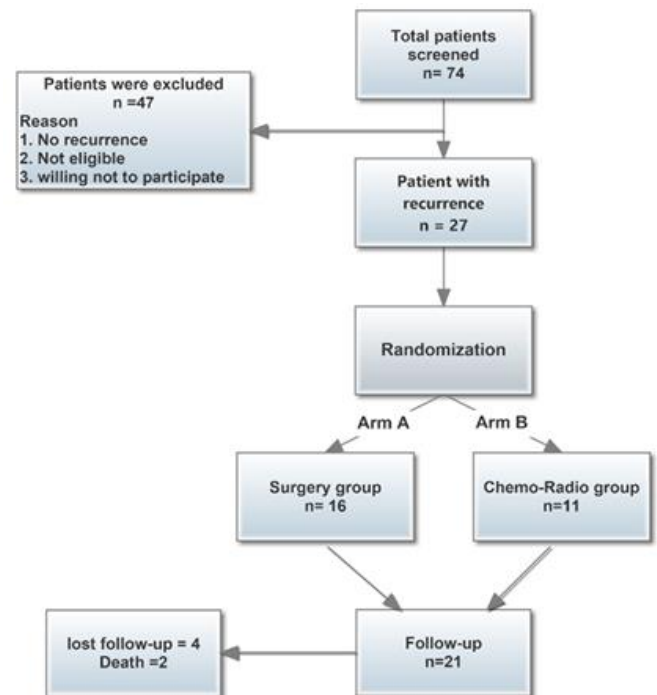 Total patients
screened
n= 74
Patients were excluded
n =47
Reason
1. No recurrence
2. Not eligible
3. willing not to participate
Patient with
recurrence
n = 27
Randomization
Arm A
Arm B
Surgery group
n= 16
Chemo-Radio group
n=11
lost follow-up = 4
Death =2
Follow-up
n=21